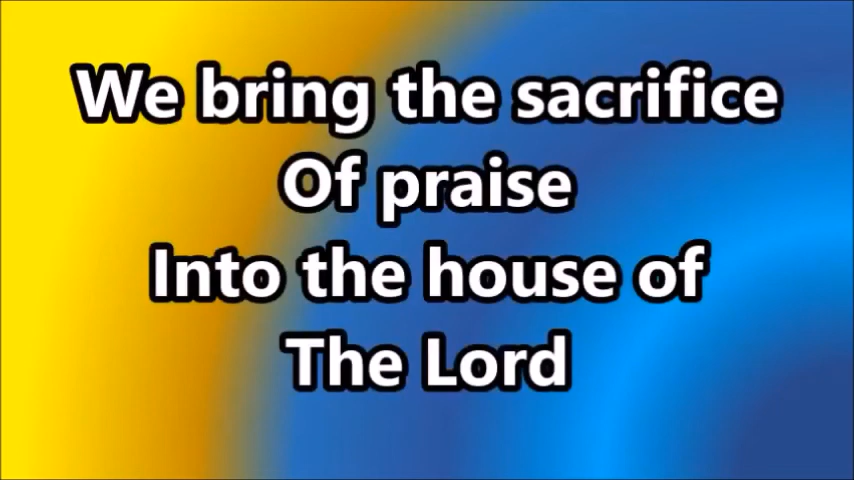 We bring the sacrifice
Of praise
Into the house of
The Lord